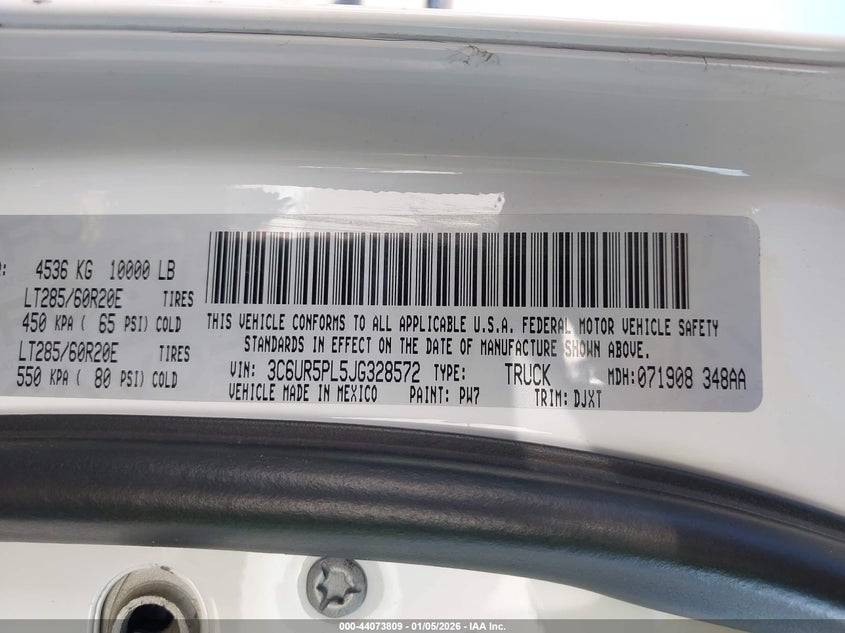 4536 KG 10000 LB
LT285/60R20E TIRES
450 KPA ( 65 PSI) COLD
LT285/60R20E TIRES
550 KPA ( 80 PSI) COLD
THIS VEHICLE CONFORMS TO ALL APPLICABLE U.S.A. FEDERAL MOTOR VEHICLE SAFETY
STANDARDS IN EFFECT ON THE DATE OF MANUFACTURE SHOWN ABOVE.
VIN: 3C6UR5PL5JG328572 TYPE: TRUCK MDH:071908 348AA
VEHICLE MADE IN MEXICO PAINT: PW7 TRIM: DJXT
000-44073809 - 01/05/2026 - IAA Inc.